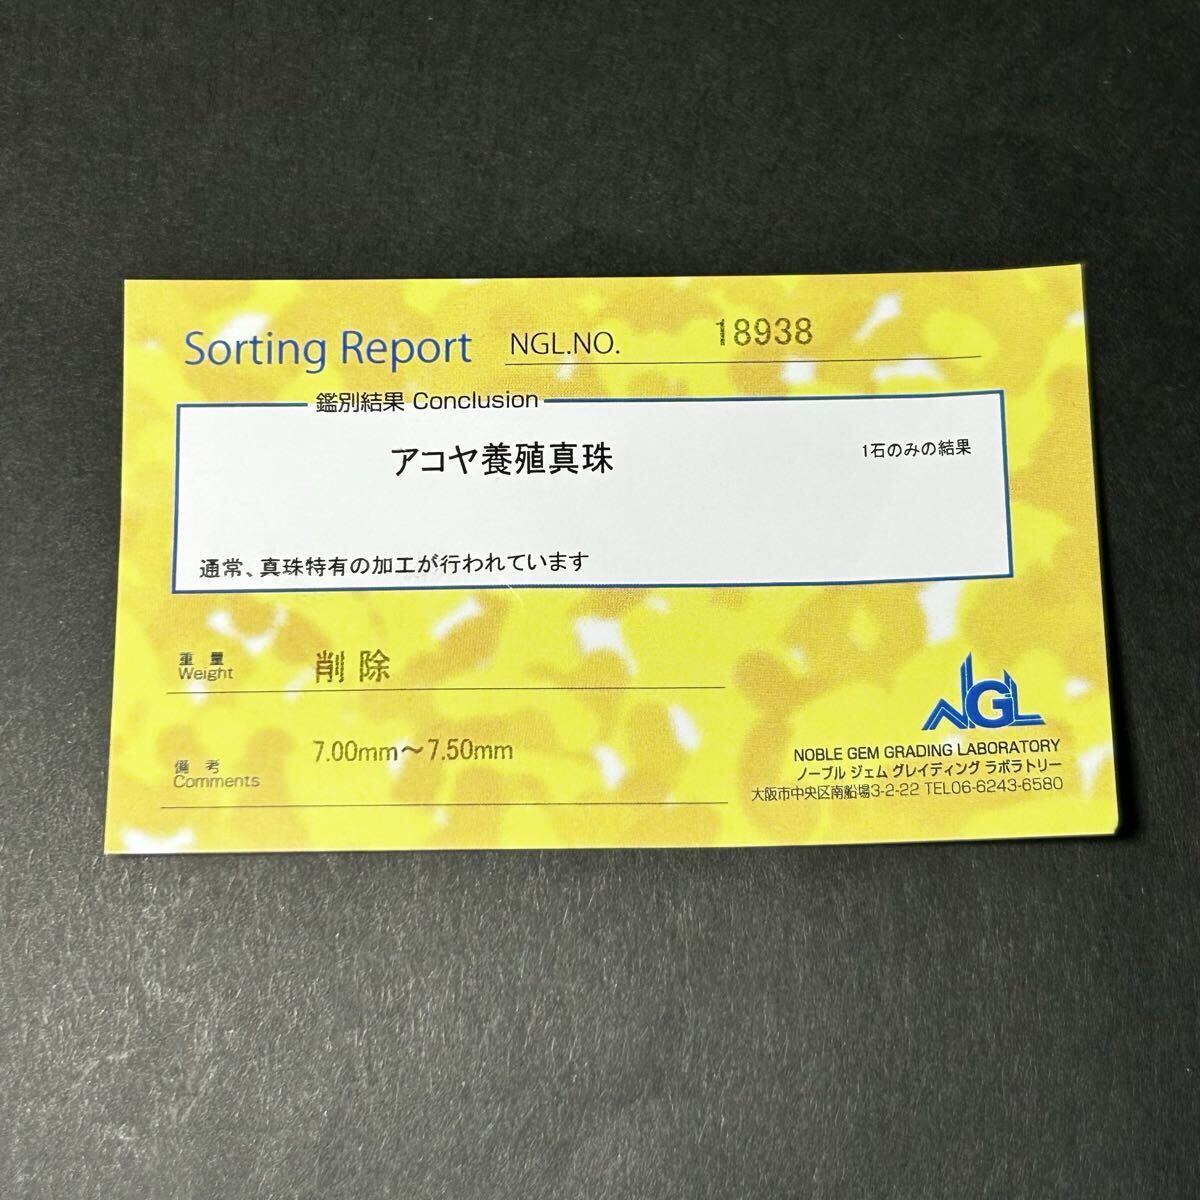 Sorting Report NGL.NO. 18938
鑑別結果 Conclusion
アコヤ養殖真珠 1石のみの結果
通常、真珠特有の加工が行われています
重量 削除
Weight
7.00mm～7.50mm
備考
Comments
NGL
NOBLE GEM GRADING LABORATORY
ノーブル ジェム グレイディング ラボラトリー
大阪市中央区南船場3-2-22 TEL06-6243-6580